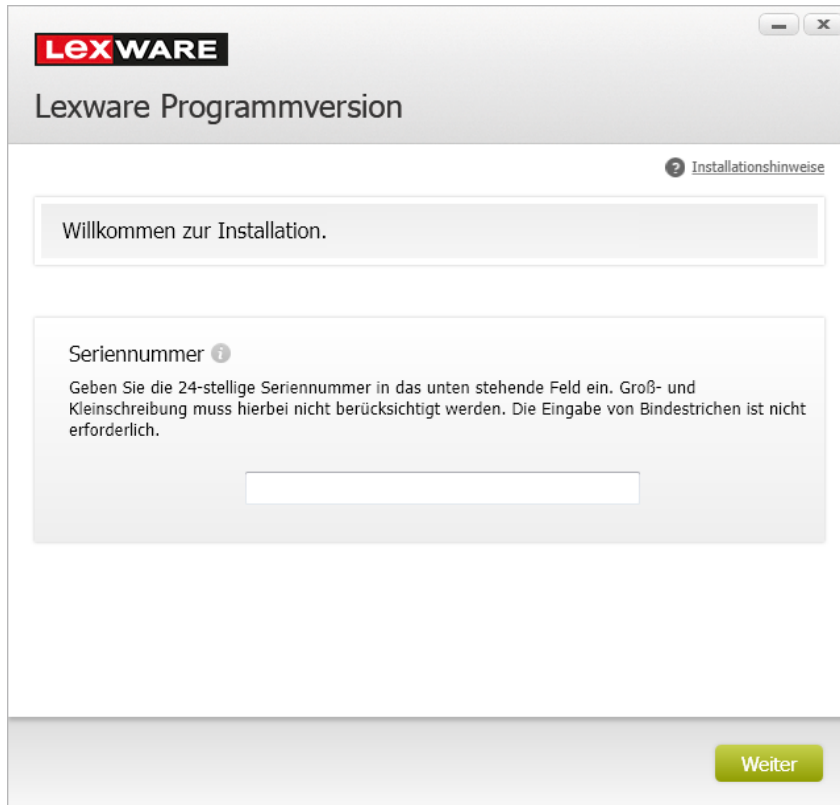 LEXWARE
Lexware Programmversion
Installationshinweise
Willkommen zur Installation.
Seriennummer
Geben Sie die 24-stellige Seriennummer in das unten stehende Feld ein. Groß- und
Kleinschreibung muss hierbei nicht berücksichtigt werden. Die Eingabe von Bindestrichen ist nicht
erforderlich.
Weiter